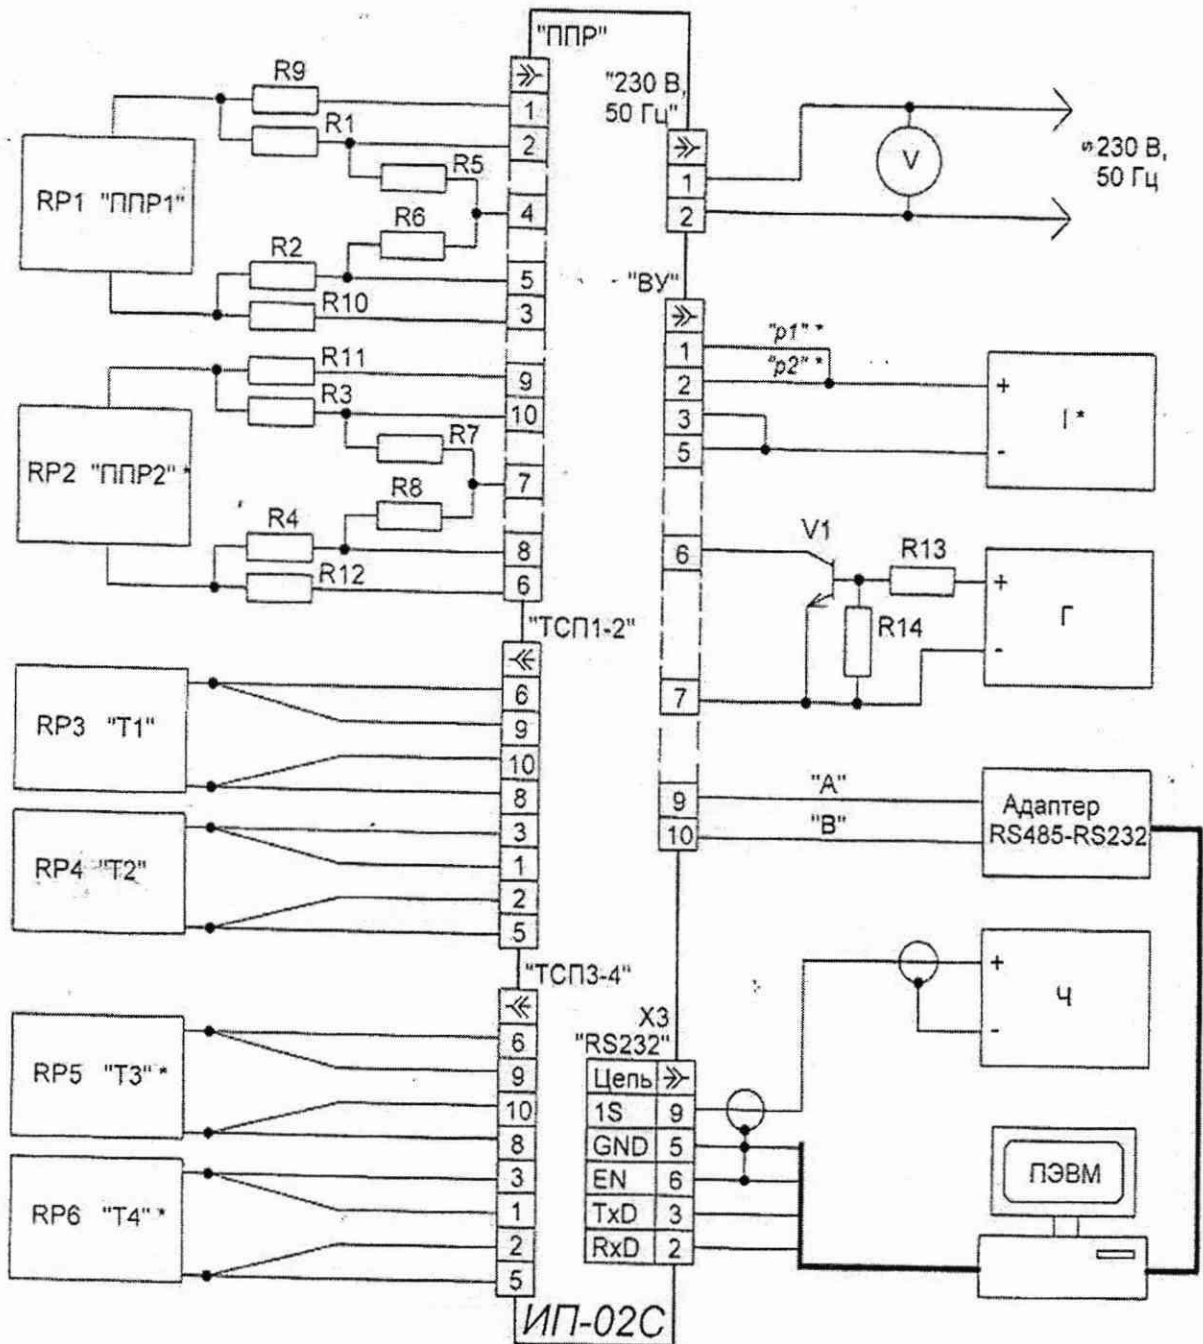 "ППР"
R9
1
R1
2
R5
RP1 "ППР1"
4
R6
R2
5
R10
3
R11
9
R3
10
R7
RP2 "ППР2" *
7
R8
R4
8
R12
6
"ТСП1-2"
6
RP3 "Т1"
9
10
8
3
RP4 "Т2"
1
2
5
"ТСП3-4"
6
RP5 "Т3" *
9
10
8
3
RP6 "Т4" *
1
2
5
"230 В,
50 Гц"
1
2
V
230 В,
50 Гц
"ВУ"
1
"р1" *
2
"р2" *
3
5
+
I *
-
6
V1
R13
R14
+
Г
-
7
9
"А"
10
"В"
Адаптер
RS485-RS232
+
Ч
-
Х3
"RS232"
Цепь
1S 9
GND 5
EN 6
TxD 3
RxD 2
ПЭВМ
ИП-02С